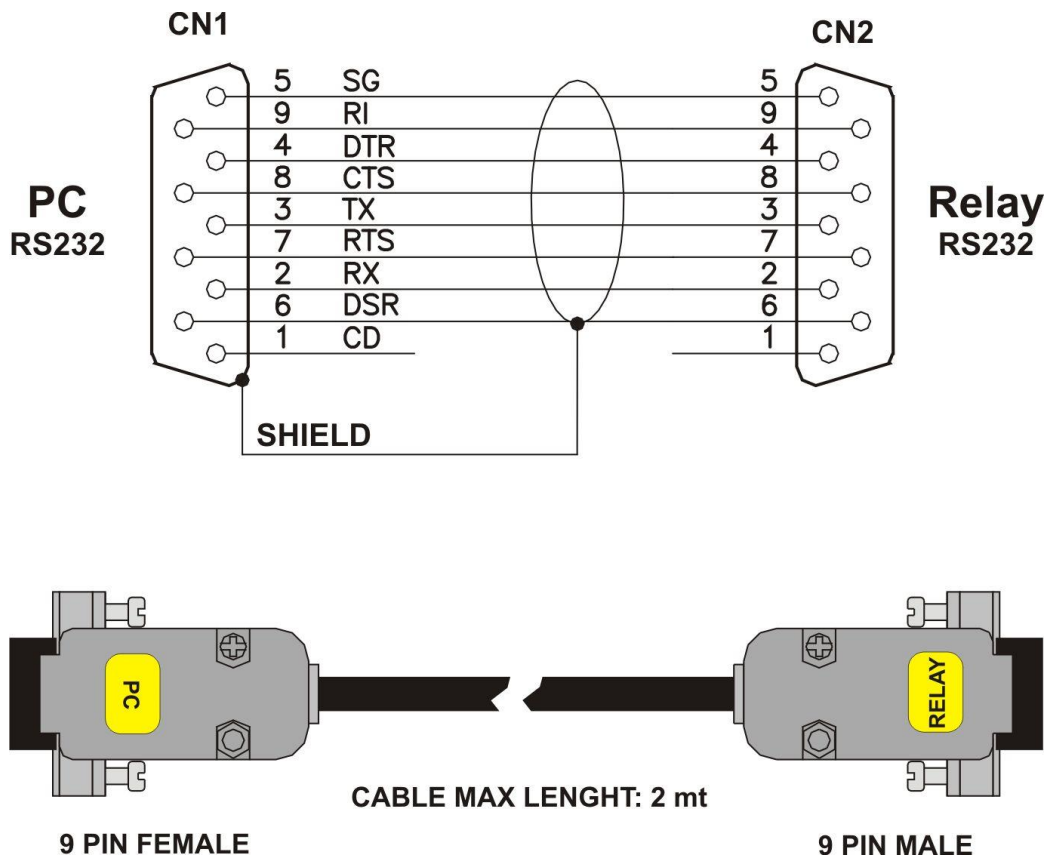 CN1
CN2
5 SG 5
9 RI 9
4 DTR 4
8 CTS 8
3 TX 3
7 RTS 7
2 RX 2
6 DSR 6
1 CD 1
PC
RS232
Relay
RS232
SHIELD
PC
RELAY
CABLE MAX LENGHT: 2 mt
9 PIN FEMALE
9 PIN MALE